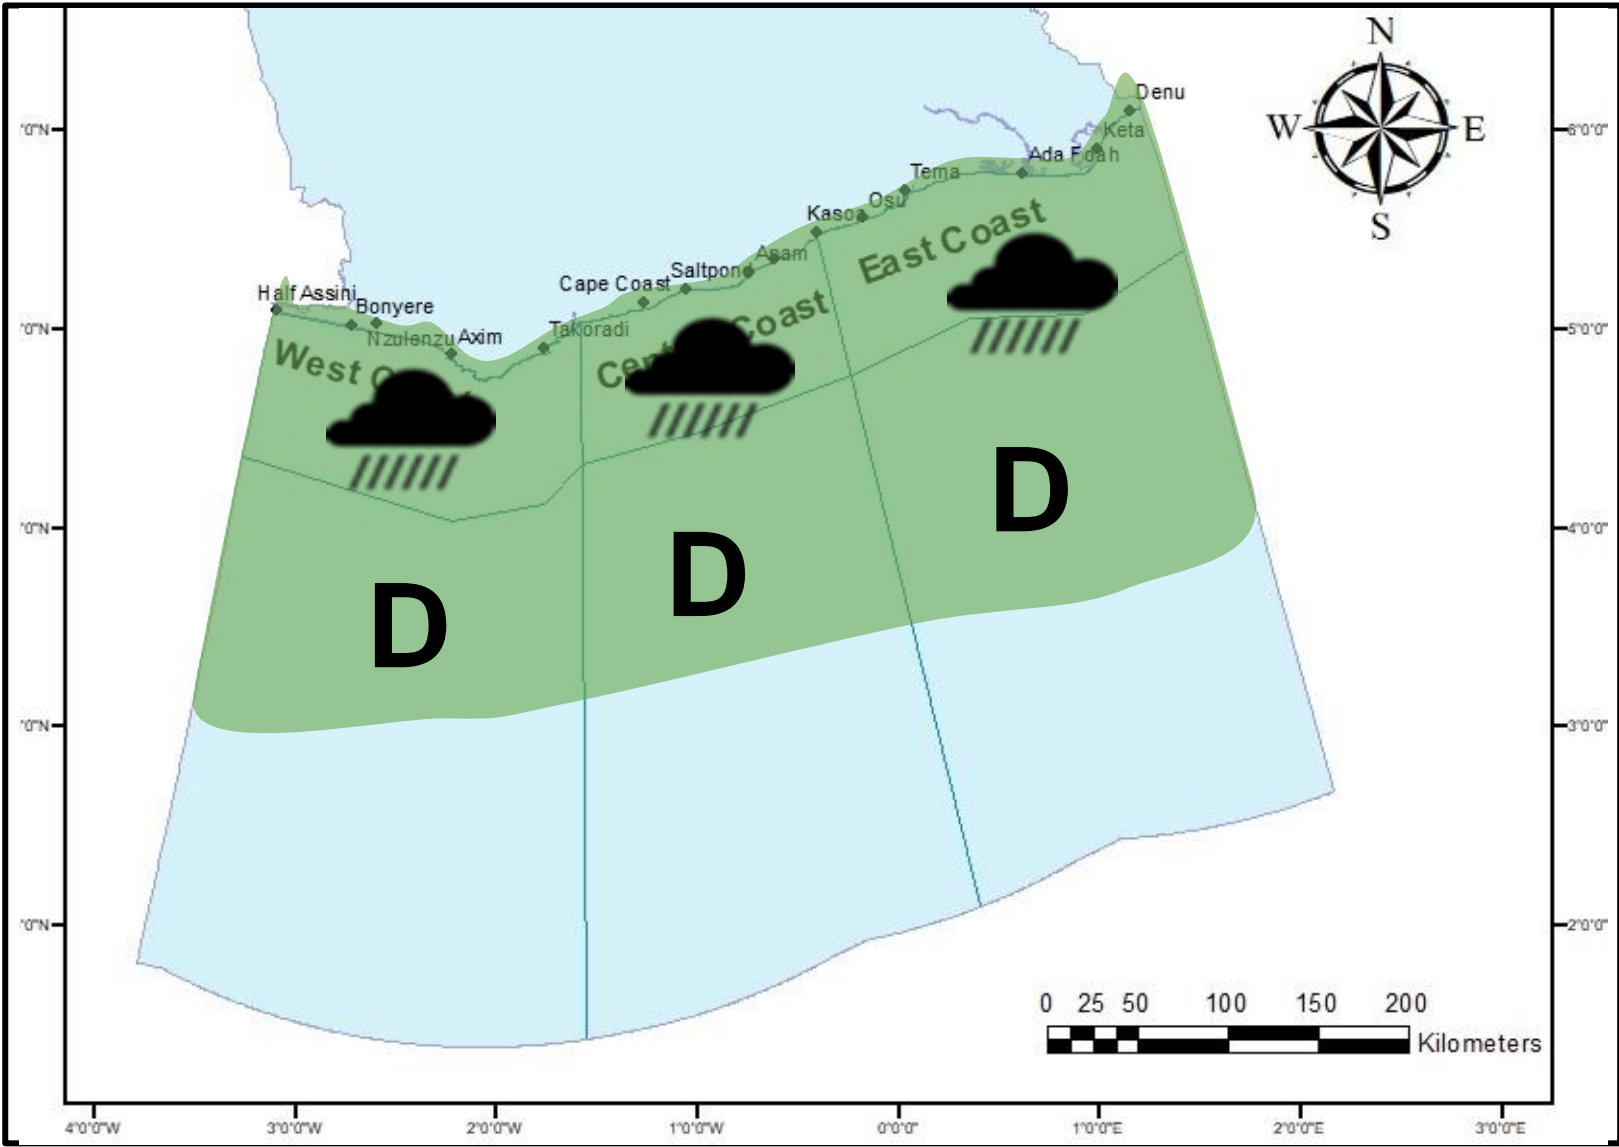 N
W
E
S
Denu
Keta
6°0'0"
Ada Foah
Tema
Osu
Kasoa
East Coast
Apam
Saltpond
Cape Coast
Half Assini
Bonyere
Nzulenzu
Axim
Takoradi
5°0'0"
West
Coast
D
D
D
4°0'0"
3°0'0"
2°0'0"
0 25 50 100 150 200
Kilometers
4°0'0"W 3°0'0"W 2°0'0"W 1°0'0"W 0°0'0" 1°0'0"E 2°0'0"E 3°0'0"E